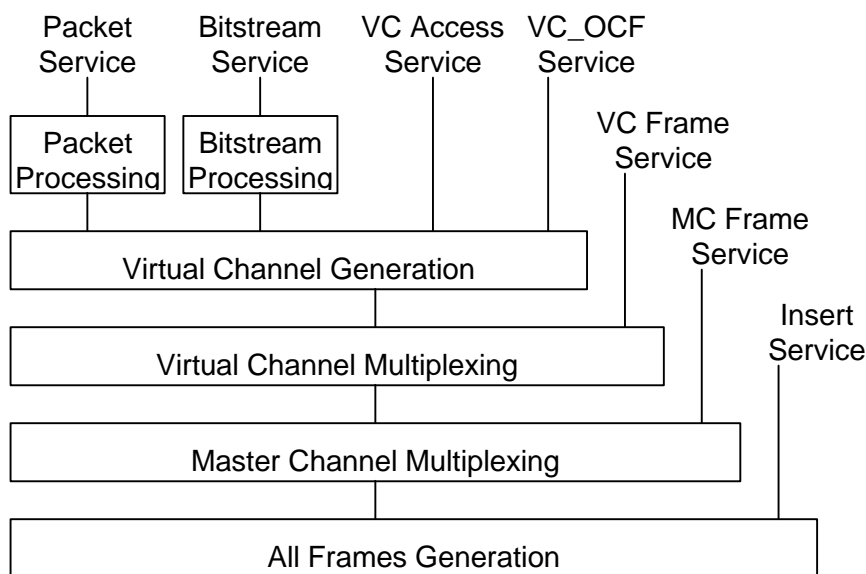 Packet
Service
Bitstream
Service
VC Access
Service
VC_OCF
Service
VC Frame
Service
Packet
Processing
Bitstream
Processing
MC Frame
Service
Virtual Channel Generation
Insert
Service
Virtual Channel Multiplexing
Master Channel Multiplexing
All Frames Generation